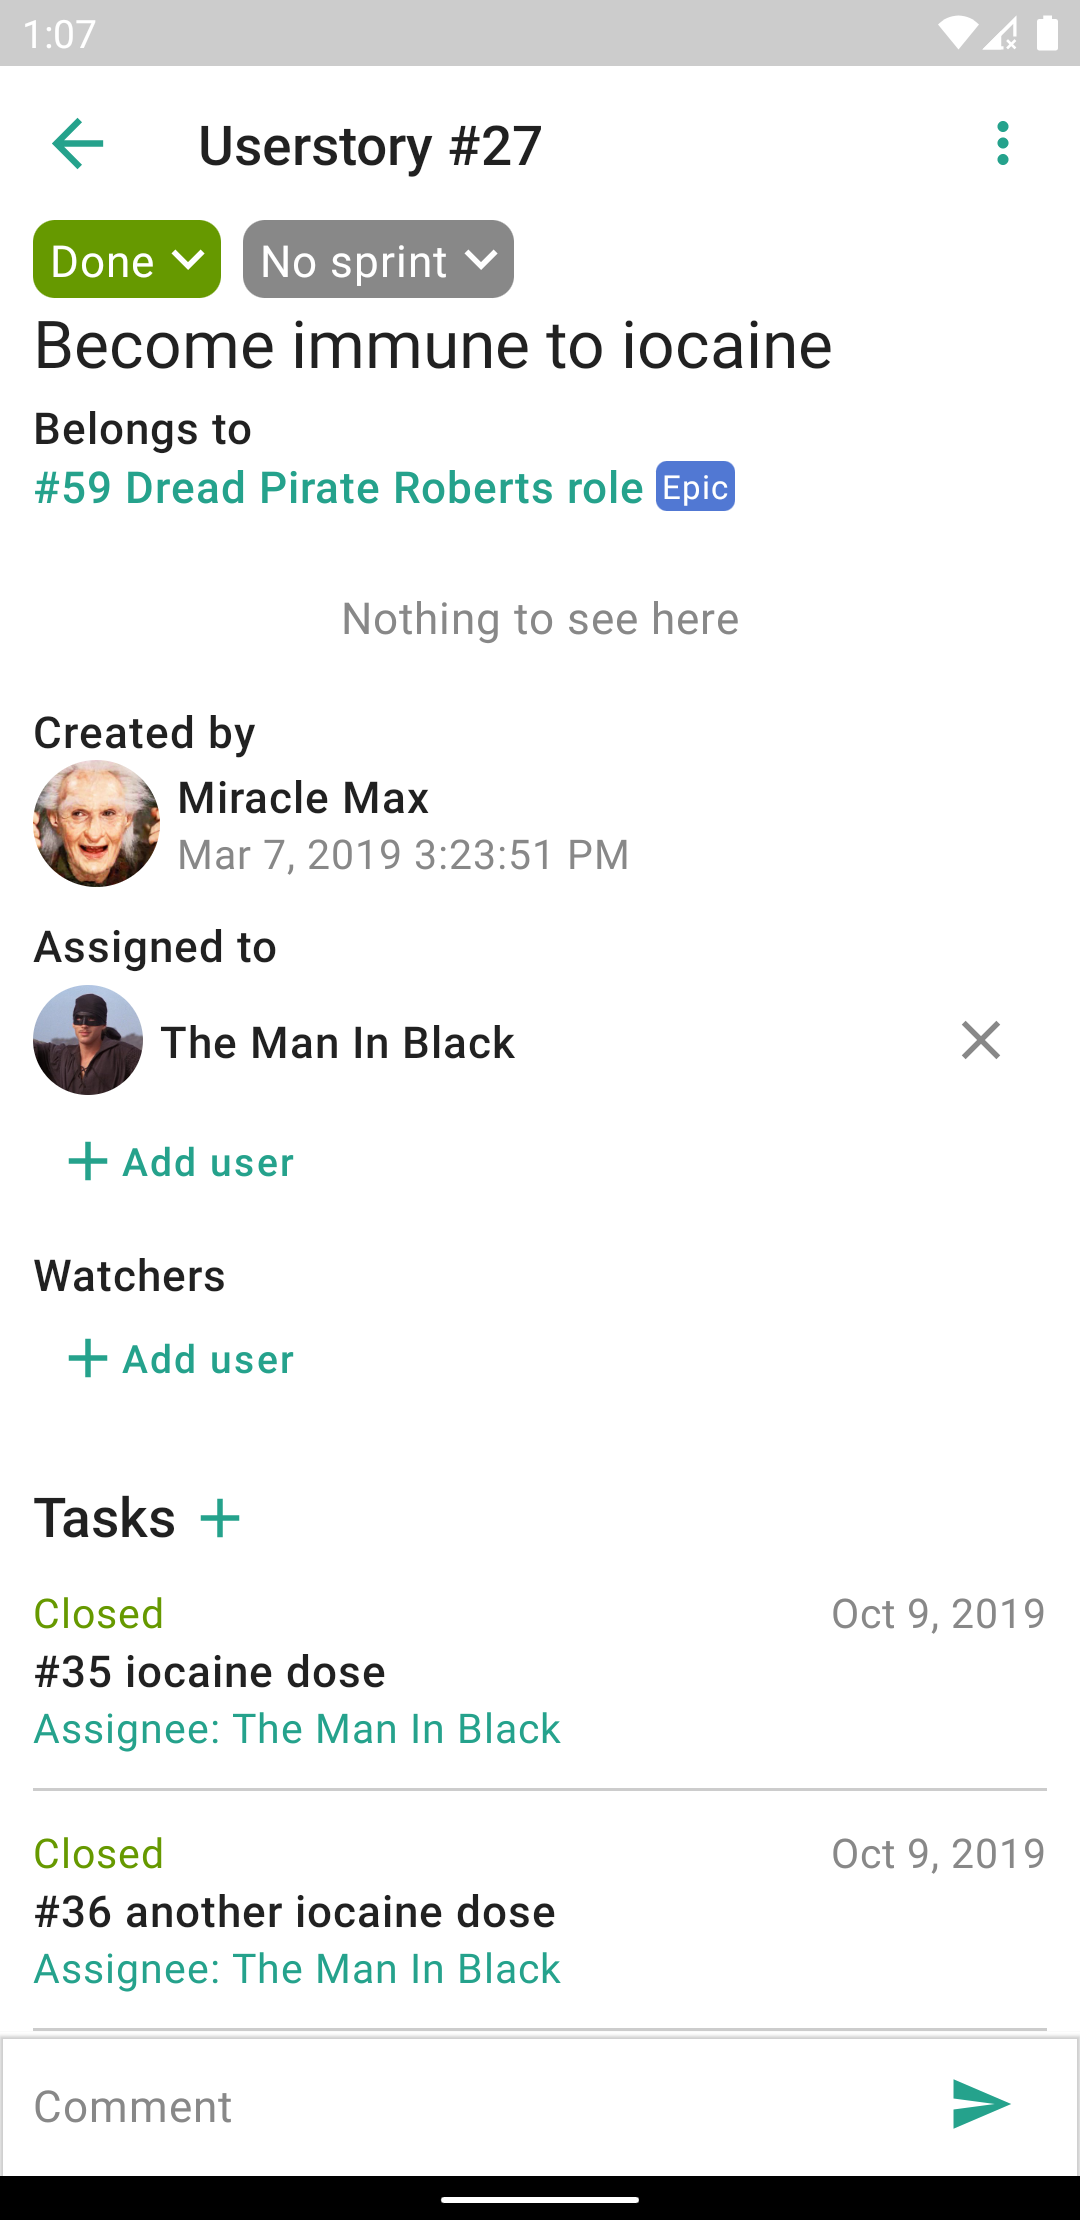 1:07
Userstory #27
Done
No sprint
Become immune to iocaine
Belongs to
#59 Dread Pirate Roberts role Epic
Nothing to see here
Created by
Miracle Max
Mar 7, 2019 3:23:51 PM
Assigned to
The Man In Black
Add user
Watchers
Add user
Tasks
Closed
Oct 9, 2019
#35 iocaine dose
Assignee: The Man In Black
Closed
Oct 9, 2019
#36 another iocaine dose
Assignee: The Man In Black
Comment